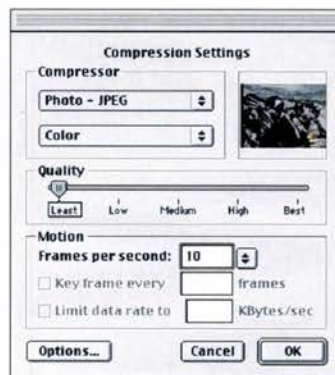 Compression Settings
Compressor
Photo - JPEG
Color
Quality
Least Low Medium High Best
Motion
Frames per second: 10
Key frame every frames
Limit data rate to KBytes/sec
Options... Cancel OK